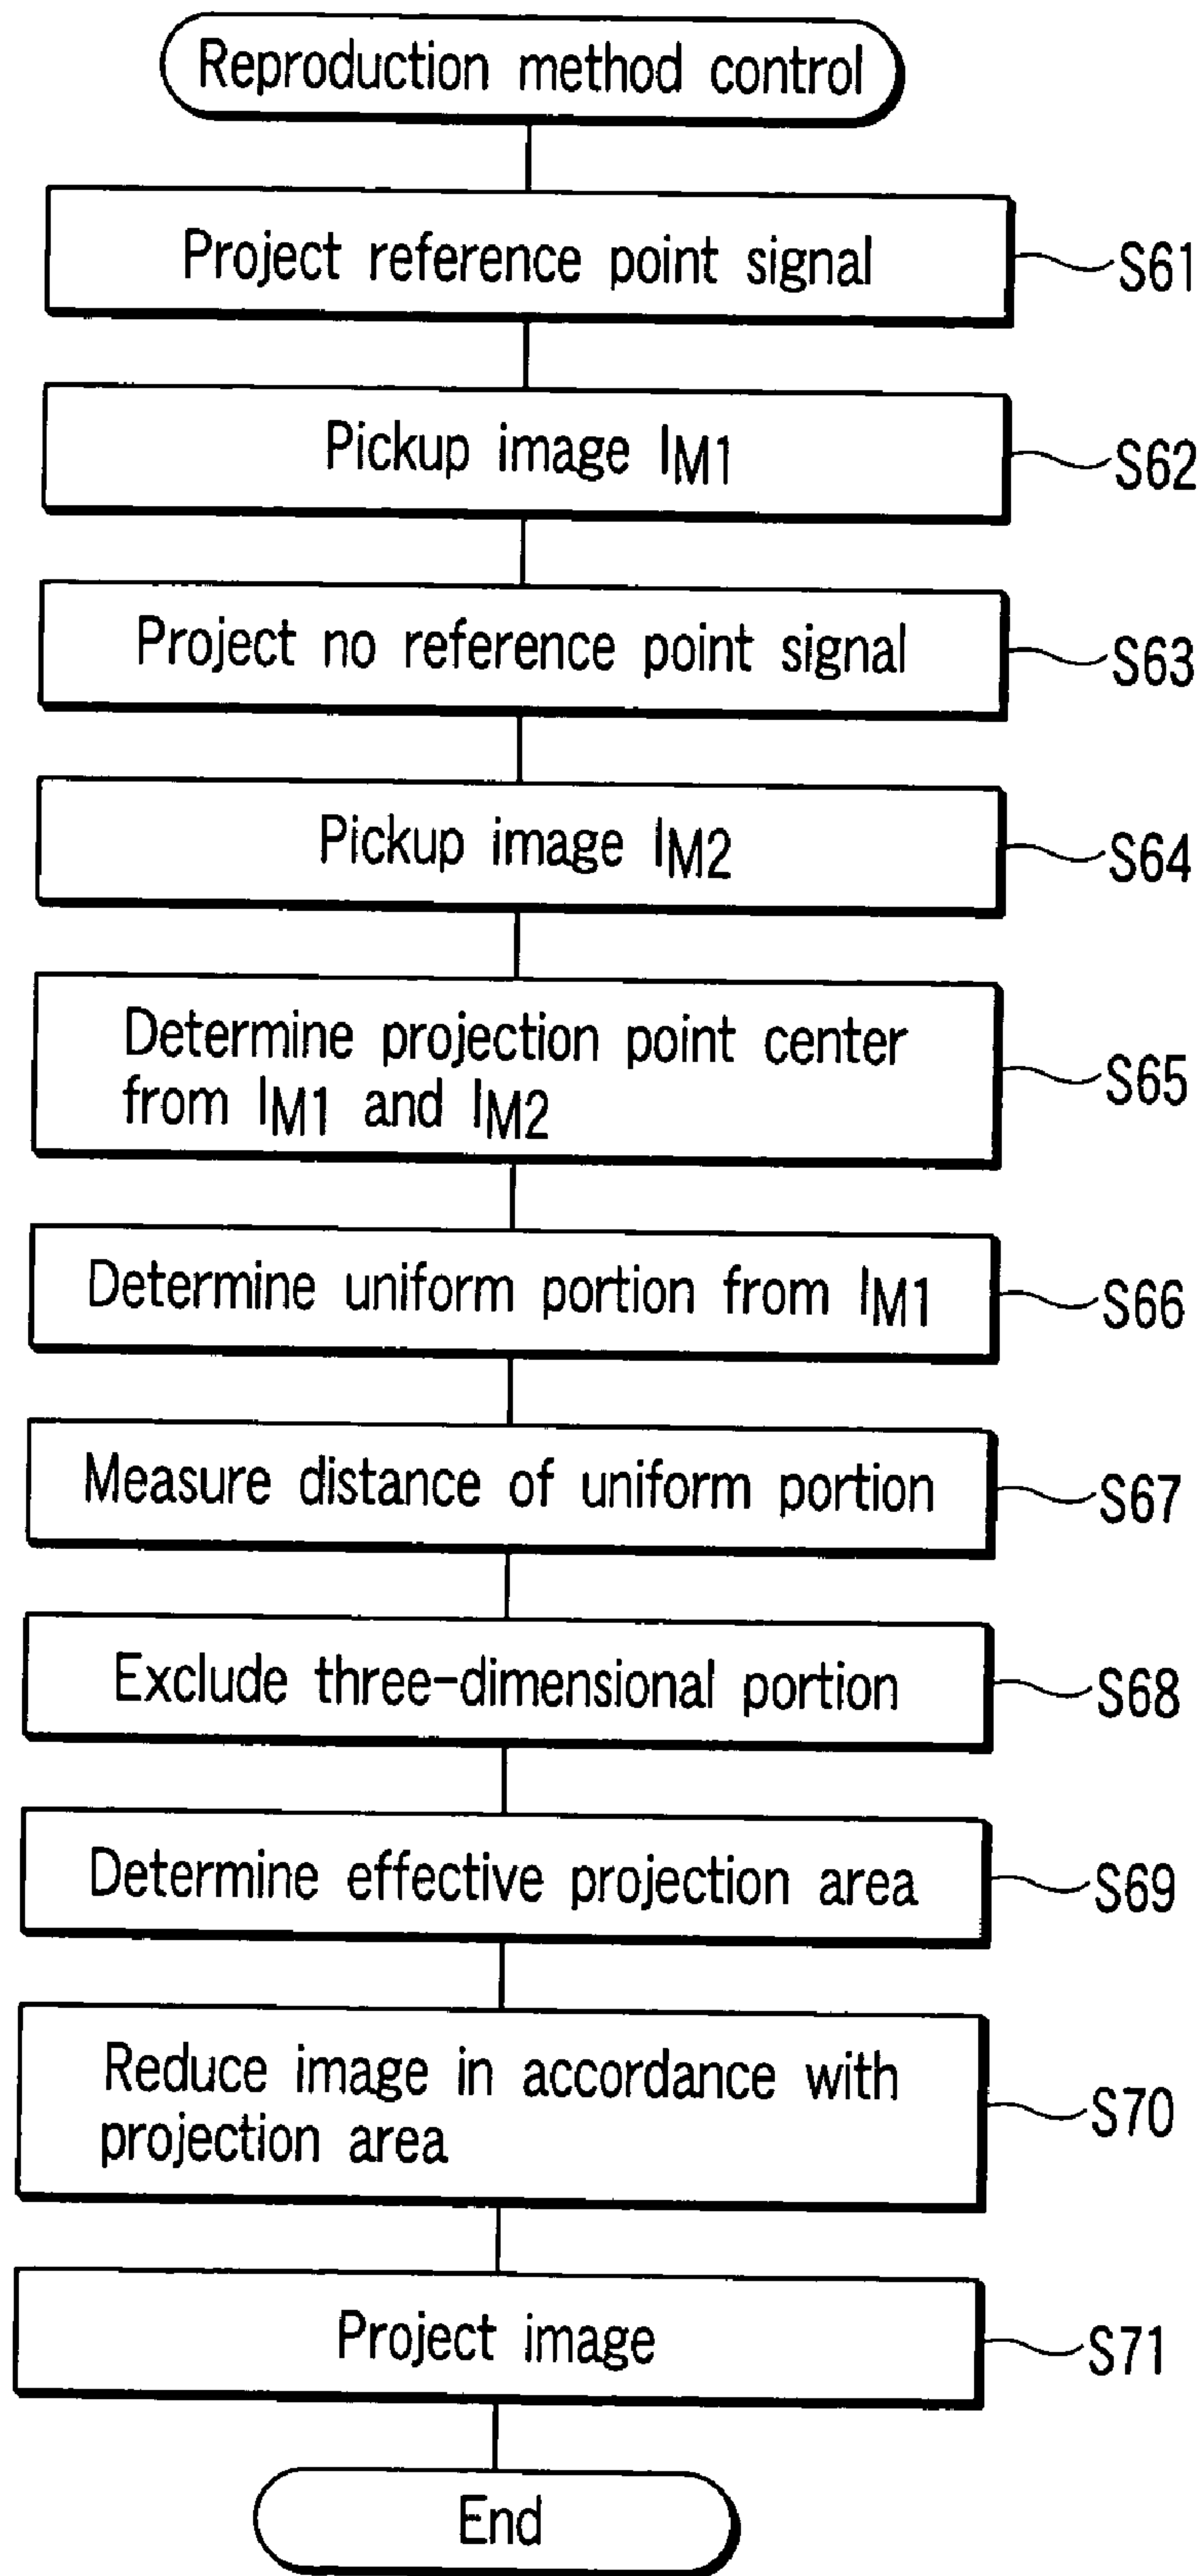 Reproduction method control
Project reference point signal
S61
Pickup image IM1
S62
Project no reference point signal
S63
Pickup image IM2
S64
Determine projection point center
from IM1 and IM2
S65
Determine uniform portion from IM1
S66
Measure distance of uniform portion
S67
Exclude three-dimensional portion
S68
Determine effective projection area
S69
Reduce image in accordance with
projection area
S70
Project image
S71
End